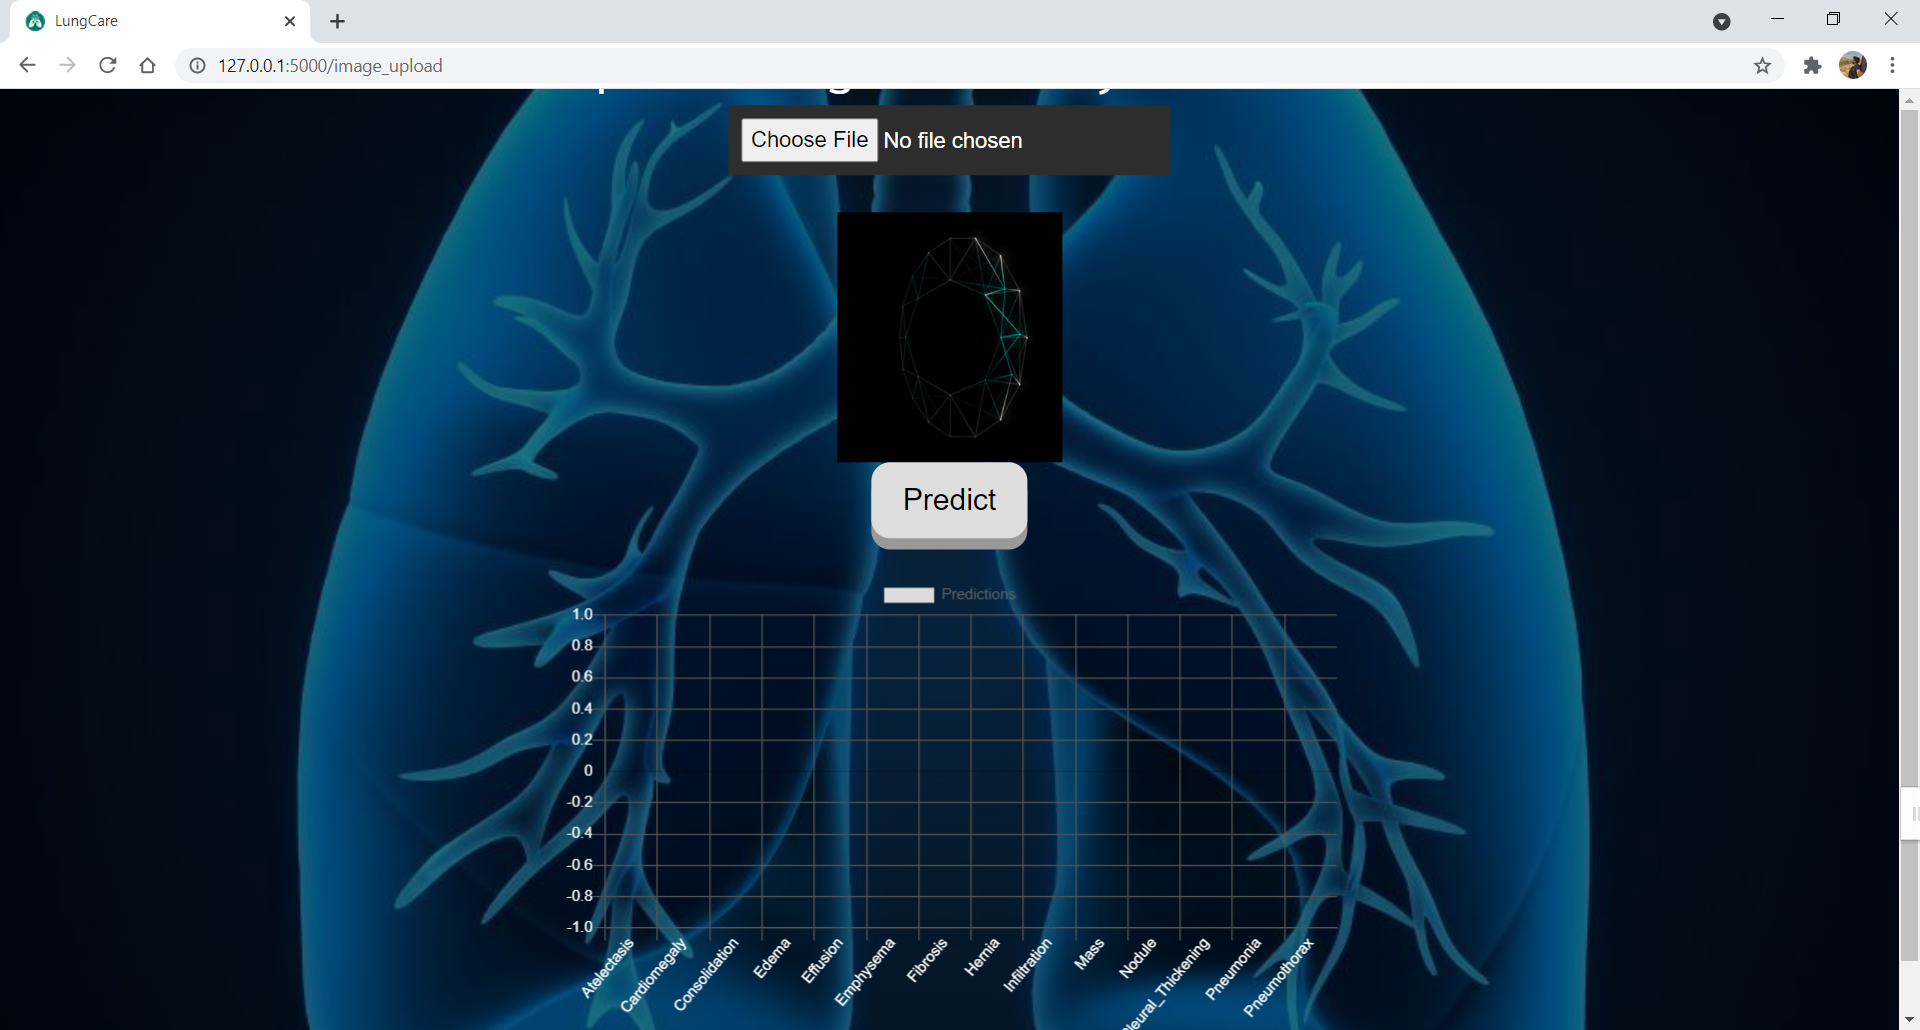 LungCare
127.0.0.1:5000/image_upload
Choose File No file chosen
Predict
Predictions
1.0
0.8
0.6
0.4
0.2
0
-0.2
-0.4
-0.6
-0.8
-1.0
Atelectasis
Cardiomegaly
Consolidation
Edema
Effusion
Emphysema
Fibrosis
Hernia
Infiltration
Mass
Nodule
leural_Thickening
Pneumonia
Pneumothorax